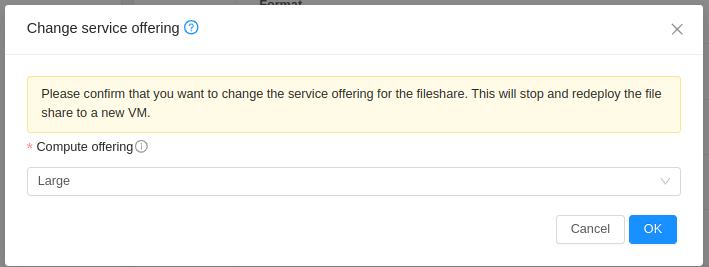 Format
Change service offering
Please confirm that you want to change the service offering for the fileshare. This will stop and redeploy the file
share to a new VM.
* Compute offering
Large
Cancel
OK